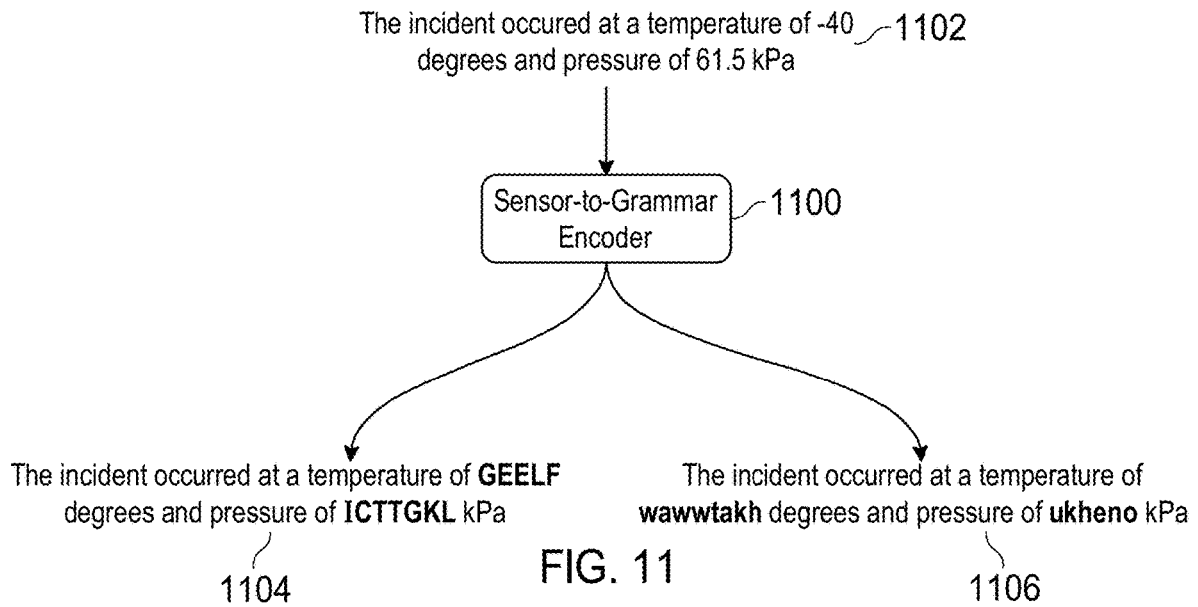 The incident occured at a temperature of -40
degrees and pressure of 61.5 kPa
1102
Sensor-to-Grammar
Encoder
1100
The incident occurred at a temperature of GEELF
degrees and pressure of ICTTGKL kPa
1104
The incident occurred at a temperature of
wawwtakh degrees and pressure of ukheno kPa
1106
FIG. 11